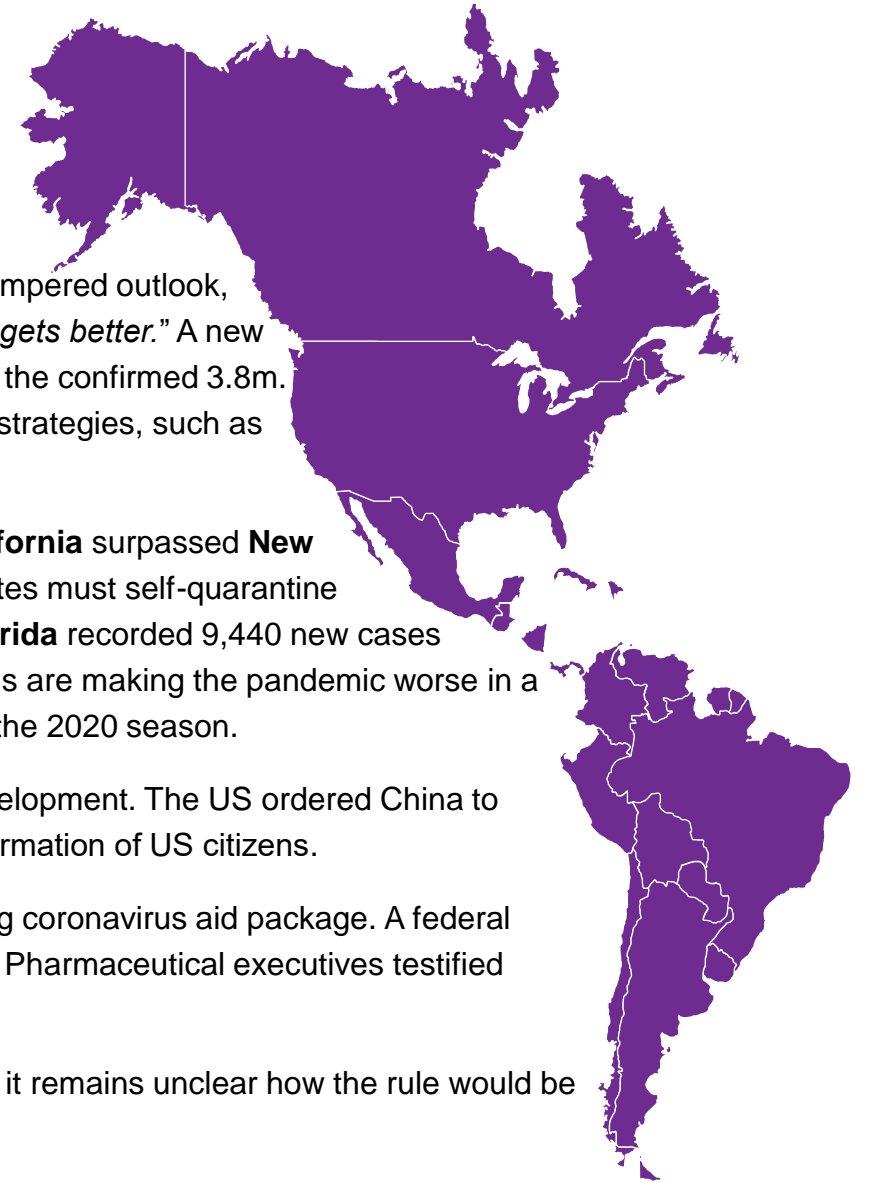 mpered outlook,
gets better.” A new
the confirmed 3.8m.
strategies, such as
fornia surpassed New
tes must self-quarantine
rida recorded 9,440 new cases
s are making the pandemic worse in a
the 2020 season.
elopment. The US ordered China to
rmation of US citizens.
g coronavirus aid package. A federal
Pharmaceutical executives testified
it remains unclear how the rule would be